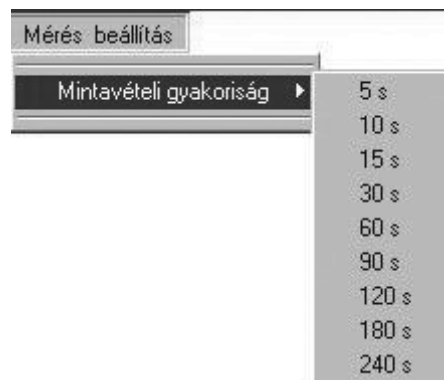 Mérés beállítás
Mintavételi gyakoriság
5 s
10 s
15 s
30 s
60 s
90 s
120 s
180 s
240 s